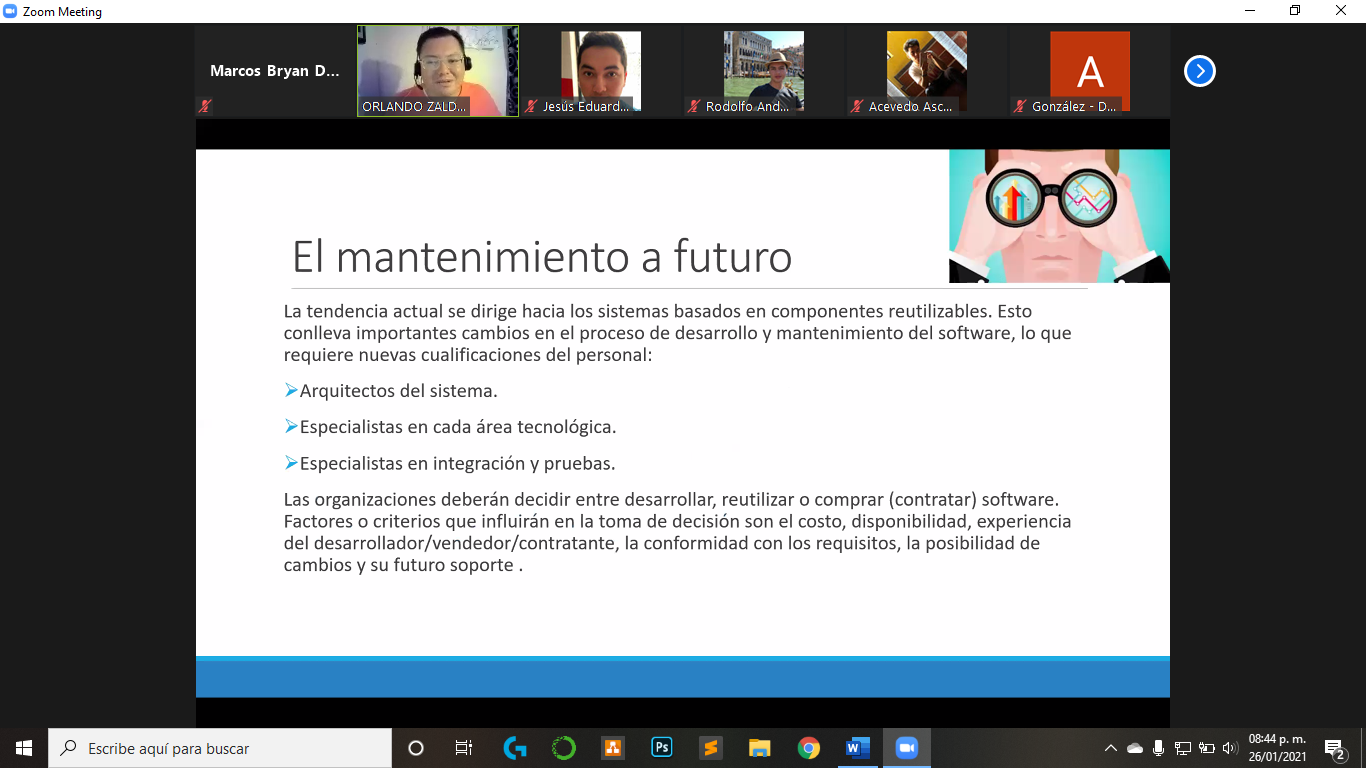 Zoom Meeting
Marcos Bryan D...
ORLANDO ZALD...
Jesús Eduard...
Rodolfo And...
Acevedo Asc...
A
González - D...
El mantenimiento a futuro
La tendencia actual se dirige hacia los sistemas basados en componentes reutilizables. Esto
conlleva importantes cambios en el proceso de desarrollo y mantenimiento del software, lo que
requiere nuevas cualificaciones del personal:
Arquitectos del sistema.
Especialistas en cada área tecnológica.
Especialistas en integración y pruebas.
Las organizaciones deberán decidir entre desarrollar, reutilizar o comprar (contratar) software.
Factores o criterios que influirán en la toma de decisión son el costo, disponibilidad, experiencia
del desarrollador/vendedor/contratante, la conformidad con los requisitos, la posibilidad de
cambios y su futuro soporte .
Escribe aquí para buscar
Ps
W
08:44 p. m.
26/01/2021
2